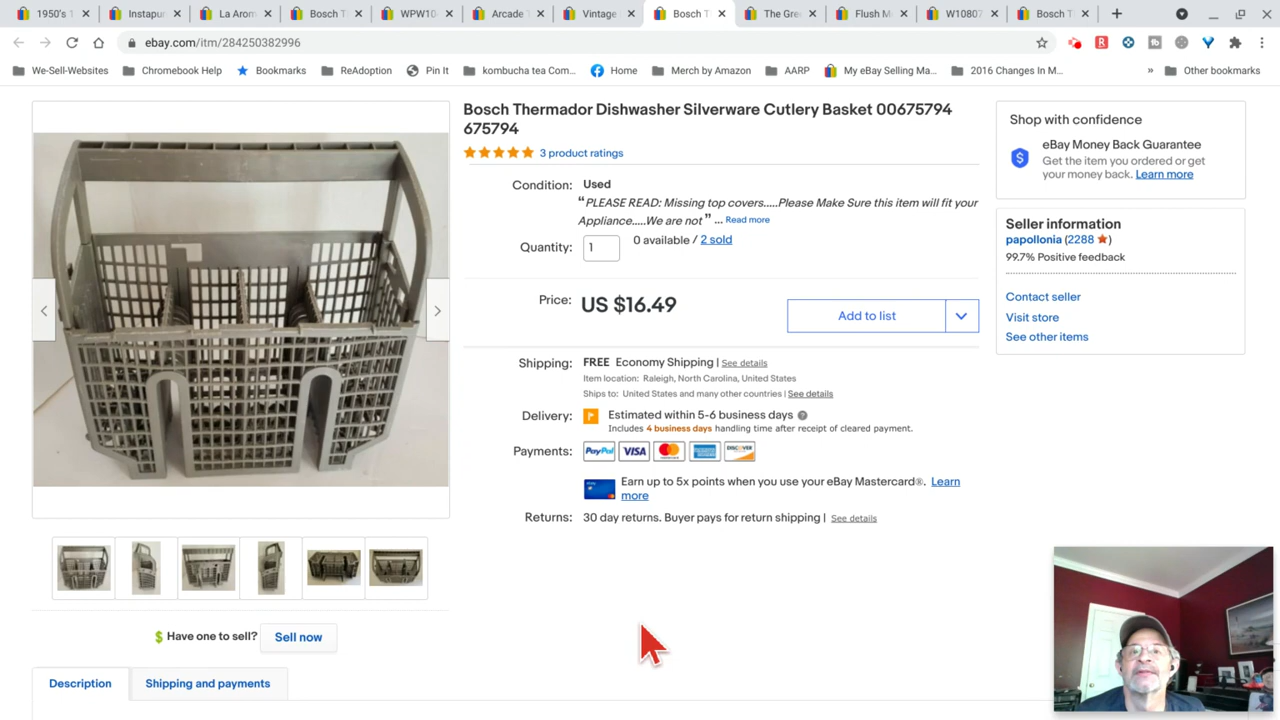 1950's 1
Instapur
La Arom
Bosch T
WPW10
Arcade T
Vintage
Bosch T
The Gre
Flush M
W10807
Bosch T
ebay.com/itm/284250382996
We-Sell-Websites
Chromebook Help
Bookmarks
ReAdoption
Pin It
kombucha tea Com...
Home
Merch by Amazon
AARP
My eBay Selling Ma...
2016 Changes In M...
»
Other bookmarks
Bosch Thermador Dishwasher Silverware Cutlery Basket 00675794
675794
3 product ratings
Condition: Used
“PLEASE READ: Missing top covers.....Please Make Sure this item will fit your
Appliance.....We are not ” ... Read more
Quantity: 1 0 available / 2 sold
Price: US $16.49
Add to list
Shipping: FREE Economy Shipping | See details
Item location: Raleigh, North Carolina, United States
Ships to: United States and many other countries | See details
Delivery: Estimated within 5-6 business days
Includes 4 business days handling time after receipt of cleared payment.
Payments: PayPal VISA DISCOVER
Earn up to 5x points when you use your eBay Mastercard®. Learn
more
Returns: 30 day returns. Buyer pays for return shipping | See details
Shop with confidence
eBay Money Back Guarantee
Get the item you ordered or get
your money back. Learn more
Seller information
papollonia (2288 )
99.7% Positive feedback
Contact seller
Visit store
See other items
Have one to sell? Sell now
Description
Shipping and payments